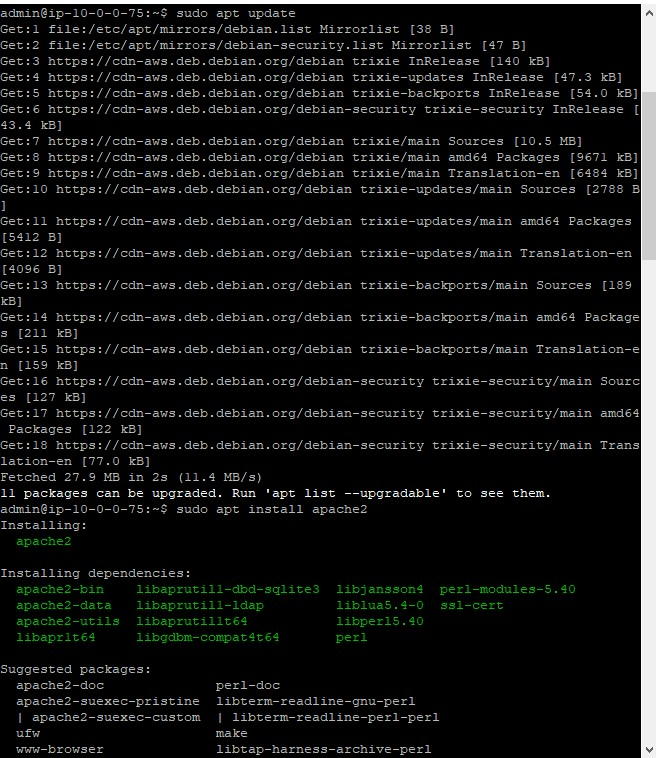 admin@ip-10-0-0-75:~$ sudo apt update
Get:1 file:/etc/apt/mirrors/debian.list Mirrorlist [38 B]
Get:2 file:/etc/apt/mirrors/debian-security.list Mirrorlist [47 B]
Get:3 https://cdn-aws.deb.debian.org/debian trixie InRelease [140 kB]
Get:4 https://cdn-aws.deb.debian.org/debian trixie-updates InRelease [47.3 kB]
Get:5 https://cdn-aws.deb.debian.org/debian trixie-backports InRelease [54.0 kB]
Get:6 https://cdn-aws.deb.debian.org/debian-security trixie-security InRelease [
43.4 kB]
Get:7 https://cdn-aws.deb.debian.org/debian trixie/main Sources [10.5 MB]
Get:8 https://cdn-aws.deb.debian.org/debian trixie/main amd64 Packages [9671 kB]
Get:9 https://cdn-aws.deb.debian.org/debian trixie/main Translation-en [6484 kB]
Get:10 https://cdn-aws.deb.debian.org/debian trixie-updates/main Sources [2788 B
]
Get:11 https://cdn-aws.deb.debian.org/debian trixie-updates/main amd64 Packages
[5412 B]
Get:12 https://cdn-aws.deb.debian.org/debian trixie-updates/main Translation-en
[4096 B]
Get:13 https://cdn-aws.deb.debian.org/debian trixie-backports/main Sources [189
kB]
Get:14 https://cdn-aws.deb.debian.org/debian trixie-backports/main amd64 Package
s [211 kB]
Get:15 https://cdn-aws.deb.debian.org/debian trixie-backports/main Translation-e
n [159 kB]
Get:16 https://cdn-aws.deb.debian.org/debian-security trixie-security/main Sourc
es [127 kB]
Get:17 https://cdn-aws.deb.debian.org/debian-security trixie-security/main amd64
 Packages [122 kB]
Get:18 https://cdn-aws.deb.debian.org/debian-security trixie-security/main Trans
lation-en [77.0 kB]
Fetched 27.9 MB in 2s (11.4 MB/s)
11 packages can be upgraded. Run 'apt list --upgradable' to see them.
admin@ip-10-0-0-75:~$ sudo apt install apache2
Installing:
  apache2

Installing dependencies:
  apache2-bin    libaprutil1-dbd-sqlite3  libjansson4  perl-modules-5.40
  apache2-data   libaprutil1-ldap         liblua5.4-0  ssl-cert
  apache2-utils  libaprutil1t64           libperl5.40
  libapr1t64     libgdbm-compat4t64       perl

Suggested packages:
  apache2-doc              perl-doc
  apache2-suexec-pristine  libterm-readline-gnu-perl
  | apache2-suexec-custom  | libterm-readline-perl-perl
  ufw                      make
  www-browser              libtap-harness-archive-perl